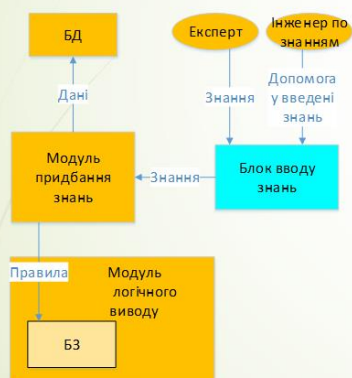 БД
Експерт
Інженер по
знанням
Дані
Знання
Допомога
у введені
знань
Модуль
придбання
знань
Знання
Блок вводу
знань
Правила
Модуль
логічного
виводу
БЗ